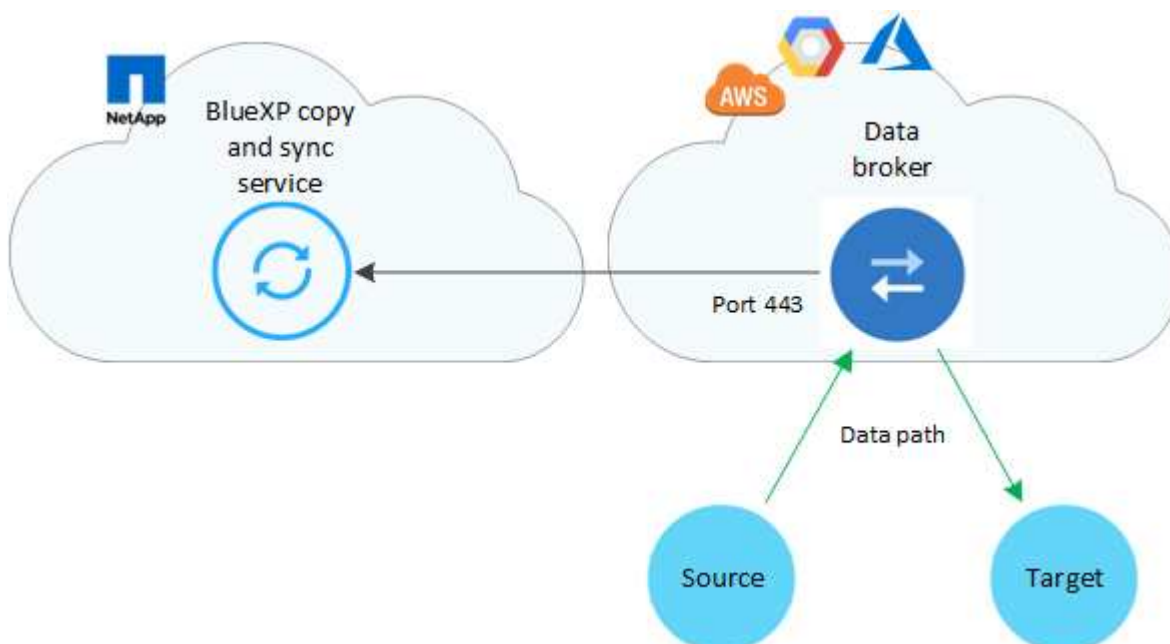 NetApp
BlueXP copy
and sync
service
AWS
Data
broker
Port 443
Data path
Source
Target